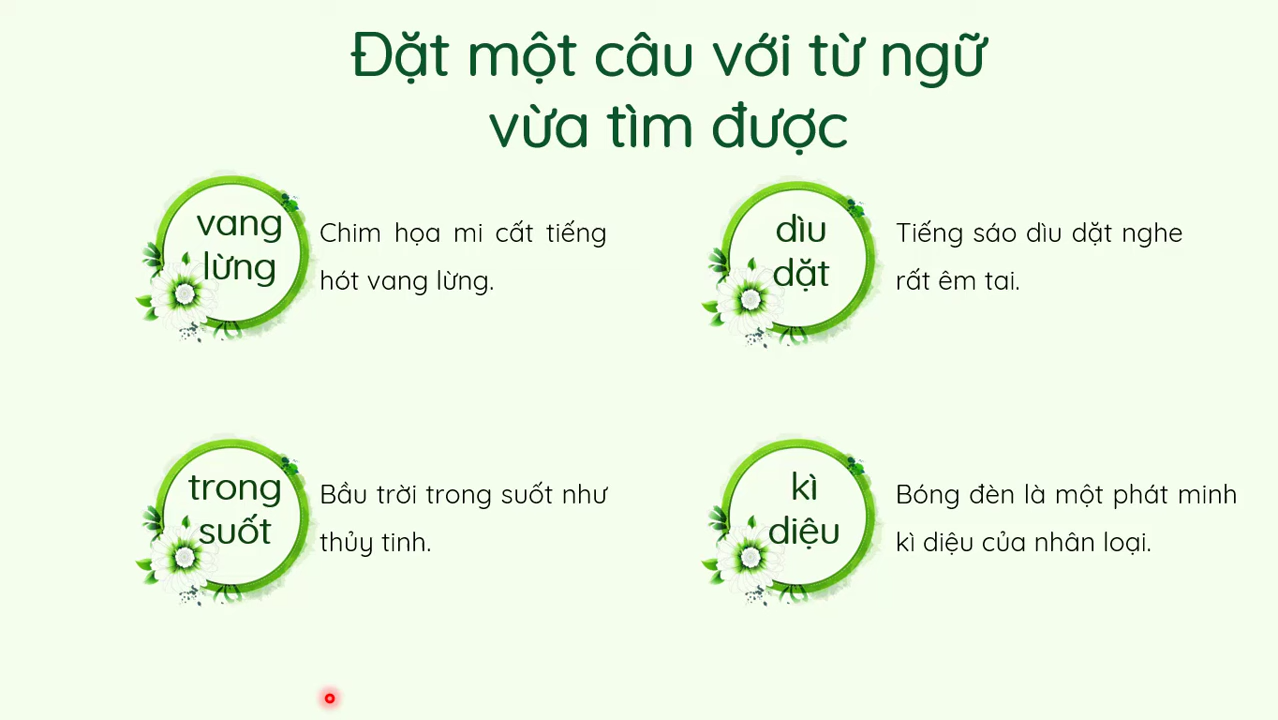 Đặt một câu với từ ngữ
vừa tìm được
vang
lừng
Chim họa mi cất tiếng
hót vang lừng.
dìu
dặt
Tiếng sáo dìu dặt nghe
rất êm tai.
trong
suốt
Bầu trời trong suốt như
thủy tinh.
kì
diệu
Bóng đèn là một phát minh
kì diệu của nhân loại.